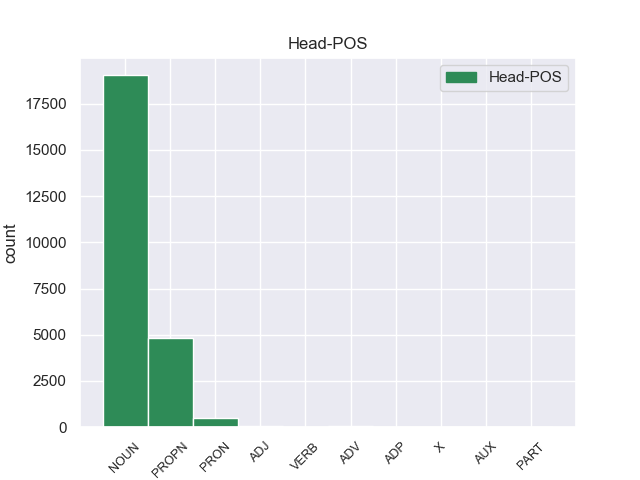 Head-POS
Head-POS
17500
15000
12500
10000
7500
5000
2500
0
count
NOUN
PROPN
PRON
ADJ
VERB
ADV
ADP
X
AUX
PART